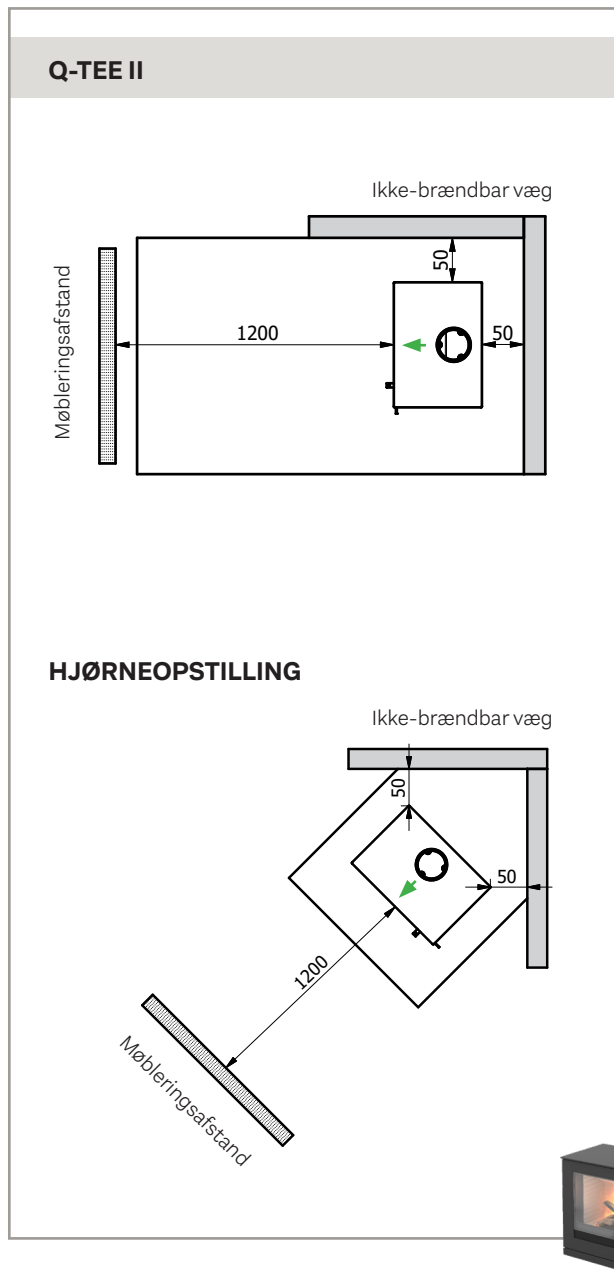 Q-TEE II
Ikke-brændbar væg
50
Møbleringsafstand
1200
50
HJØRNEOPSTILLING
Ikke-brændbar væg
50
50
1200
Møbleringsafstand